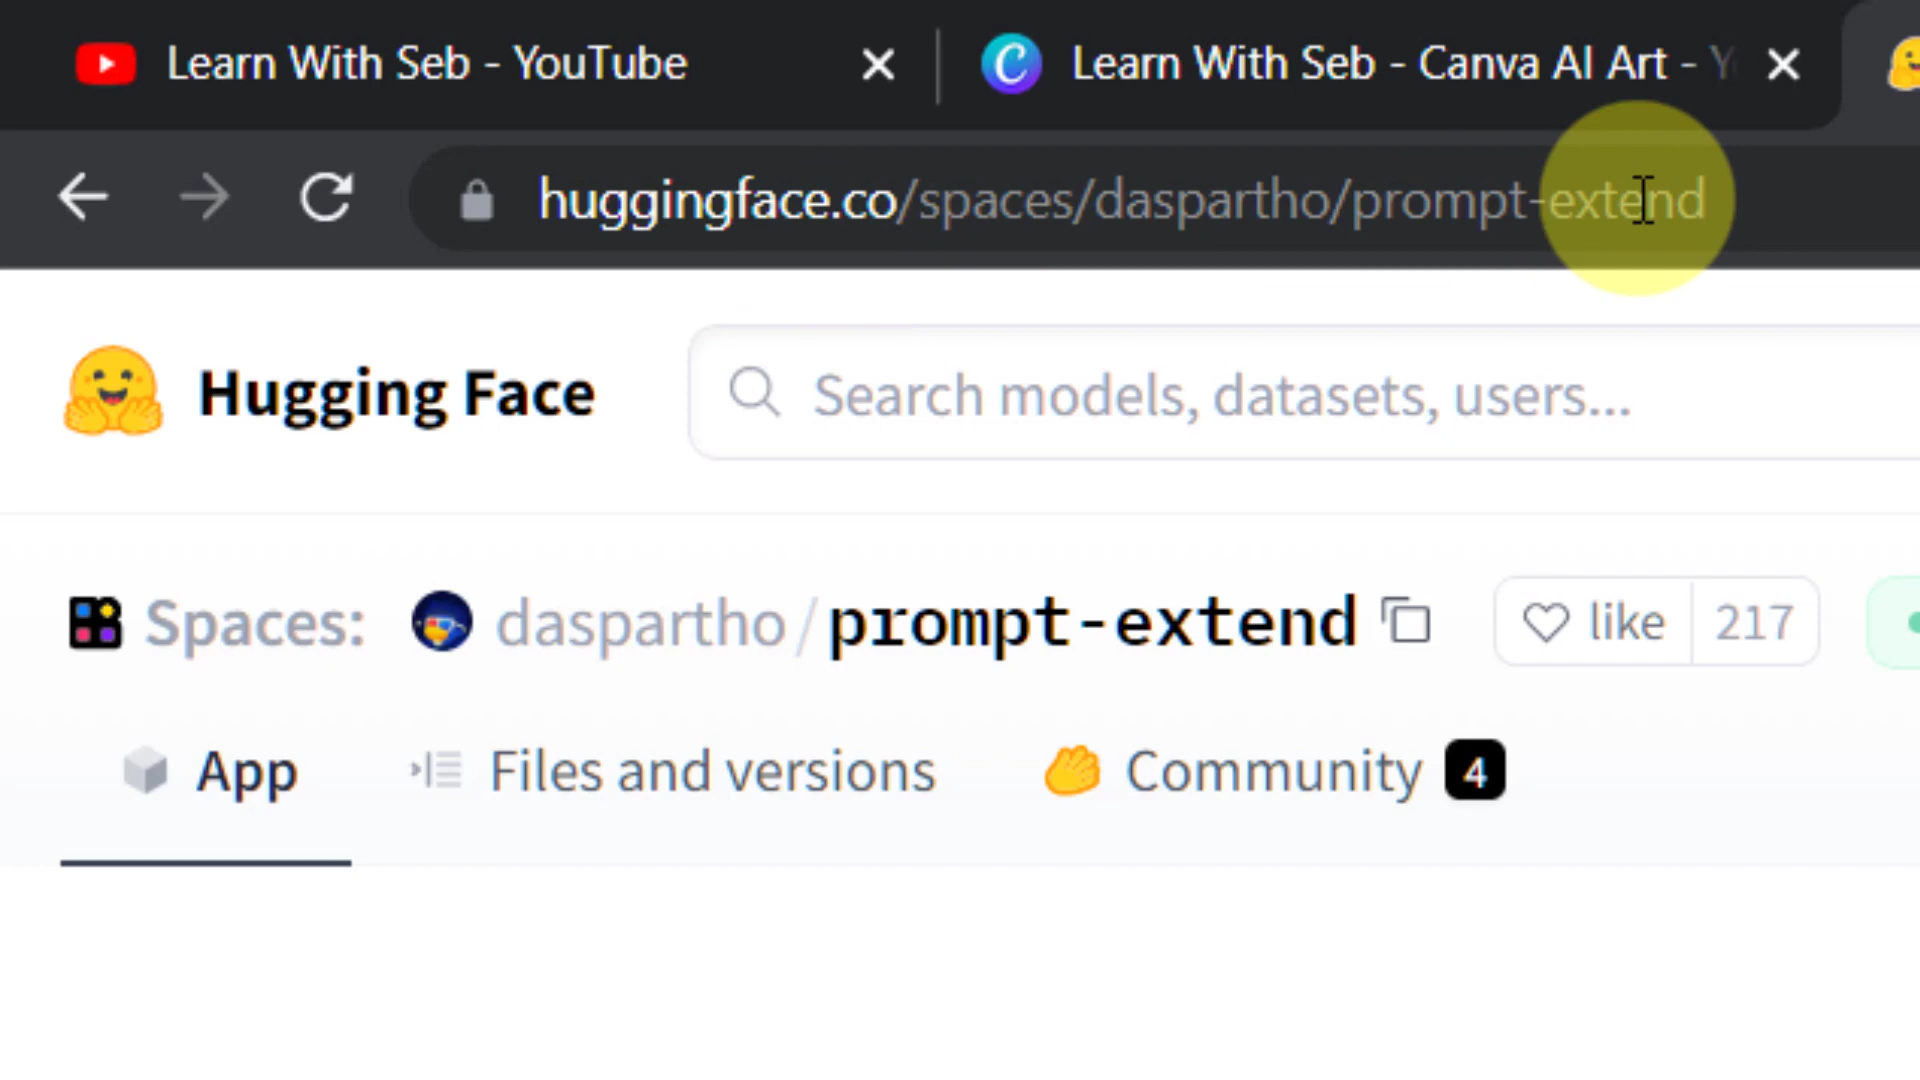 Learn With Seb - YouTube
Learn With Seb - Canva AI Art - Y
huggingface.co/spaces/daspartho/prompt-extend
Hugging Face
Search models, datasets, users...
Spaces: daspartho/prompt-extend
like 217
App
Files and versions
Community 4